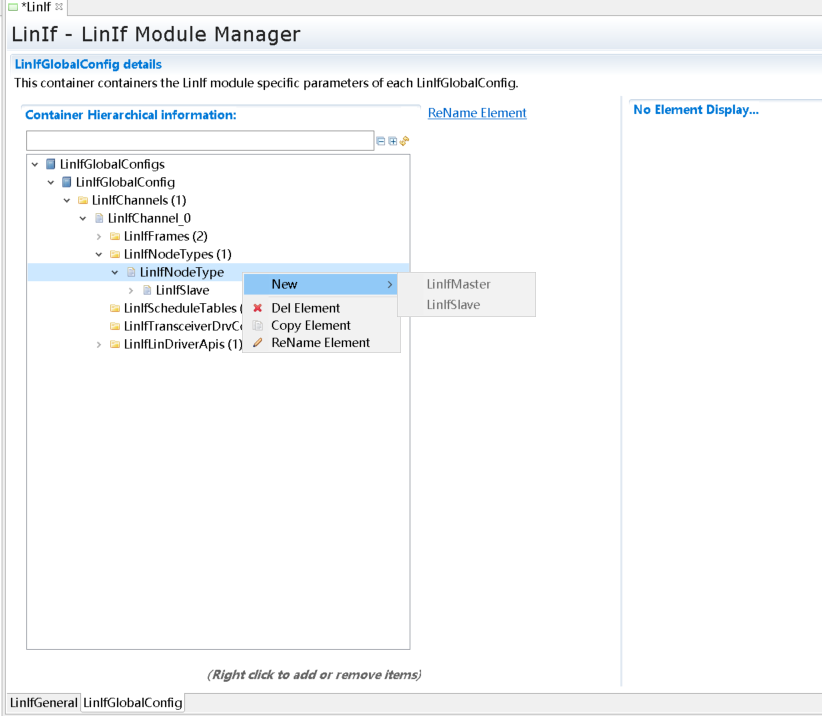 *LinIf
LinIf - LinIf Module Manager
LinIfGlobalConfig details
This container containers the LinIf module specific parameters of each LinIfGlobalConfig.
Container Hierarchical information:
ReName Element
No Element Display...
LinIfGlobalConfigs
LinIfGlobalConfig
LinIfChannels (1)
LinIfChannel_0
LinIfFrames (2)
LinIfNodeTypes (1)
LinIfNodeType
LinIfSlave
LinIfScheduleTables (
LinIfTransceiverDrvCo
LinIfLinDriverApis (1)
New
Del Element
Copy Element
ReName Element
LinIfMaster
LinIfSlave
(Right click to add or remove items)
LinIfGeneral LinIfGlobalConfig